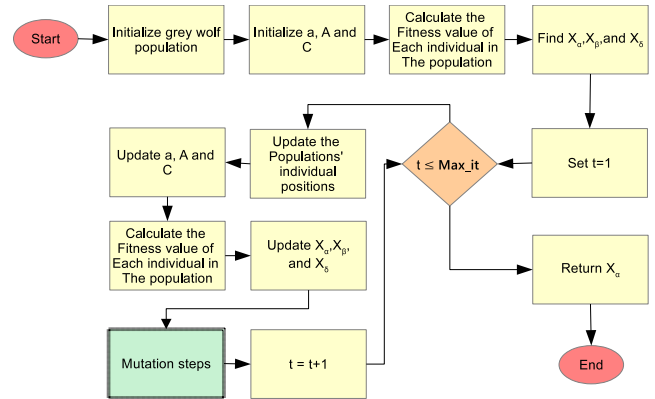 Start
Initialize grey wolf
population
Initialize a, A and
C
Calculate the
Fitness value of
Each individual in
The population
Find Xα,Xβ,and Xδ
Set t=1
t ≤ Max_it
Update the
Populations'
individual
positions
Update a, A and
C
Calculate the
Fitness value of
Each individual in
The population
Update Xα,Xβ,
and Xδ
Mutation steps
t = t+1
Return Xα
End